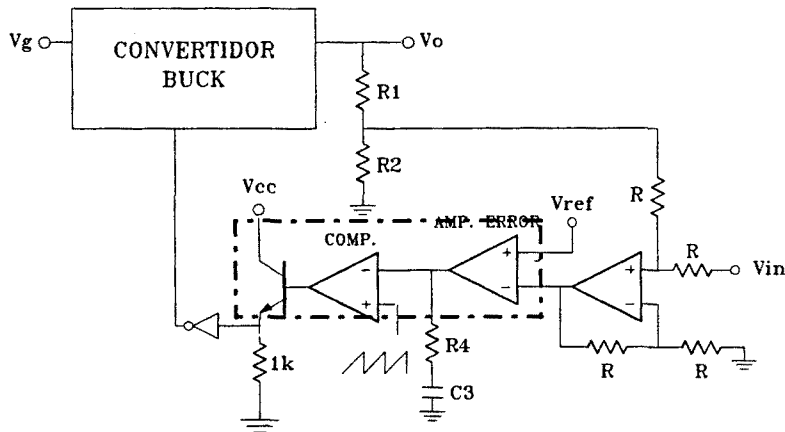 Vg
CONVERTIDOR
BUCK
Vo
R1
R2
Vcc
Vref
AMP. ERROR
COMP.
R
R
Vin
+
-
+
-
-
+
R4
1k
C3
R
R